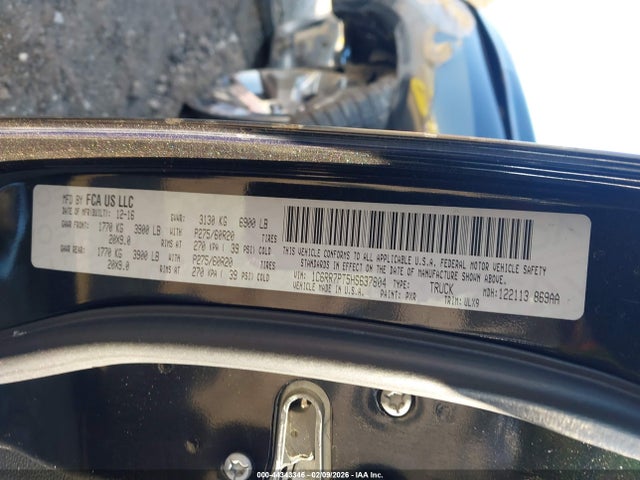 MFD BY FCA US LLC
DATE OF MFR/BUILT: 12-16 GVWR: 3130 KG 6900 LB
GAWR FRONT: 1770 KG 3900 LB WITH P275/60R20 TIRES
20X9.0 RIMS AT 270 KPA ( 39 PSI) COLD
GAWR REAR: 1770 KG 3900 LB WITH P275/60R20 TIRES
20X9.0 RIMS AT 270 KPA ( 39 PSI) COLD
THIS VEHICLE CONFORMS TO ALL APPLICABLE U.S.A. FEDERAL MOTOR VEHICLE SAFETY
STANDARDS IN EFFECT ON THE DATE OF MANUFACTURE SHOWN ABOVE.
VIN: 1C6RR7PT5HS637804 TYPE: TRUCK MDH: 122113 869AA
VEHICLE MADE IN U.S.A. PAINT: PXR TRIM: VLX9
000-44343346 - 02/09/2026 - IAA Inc.